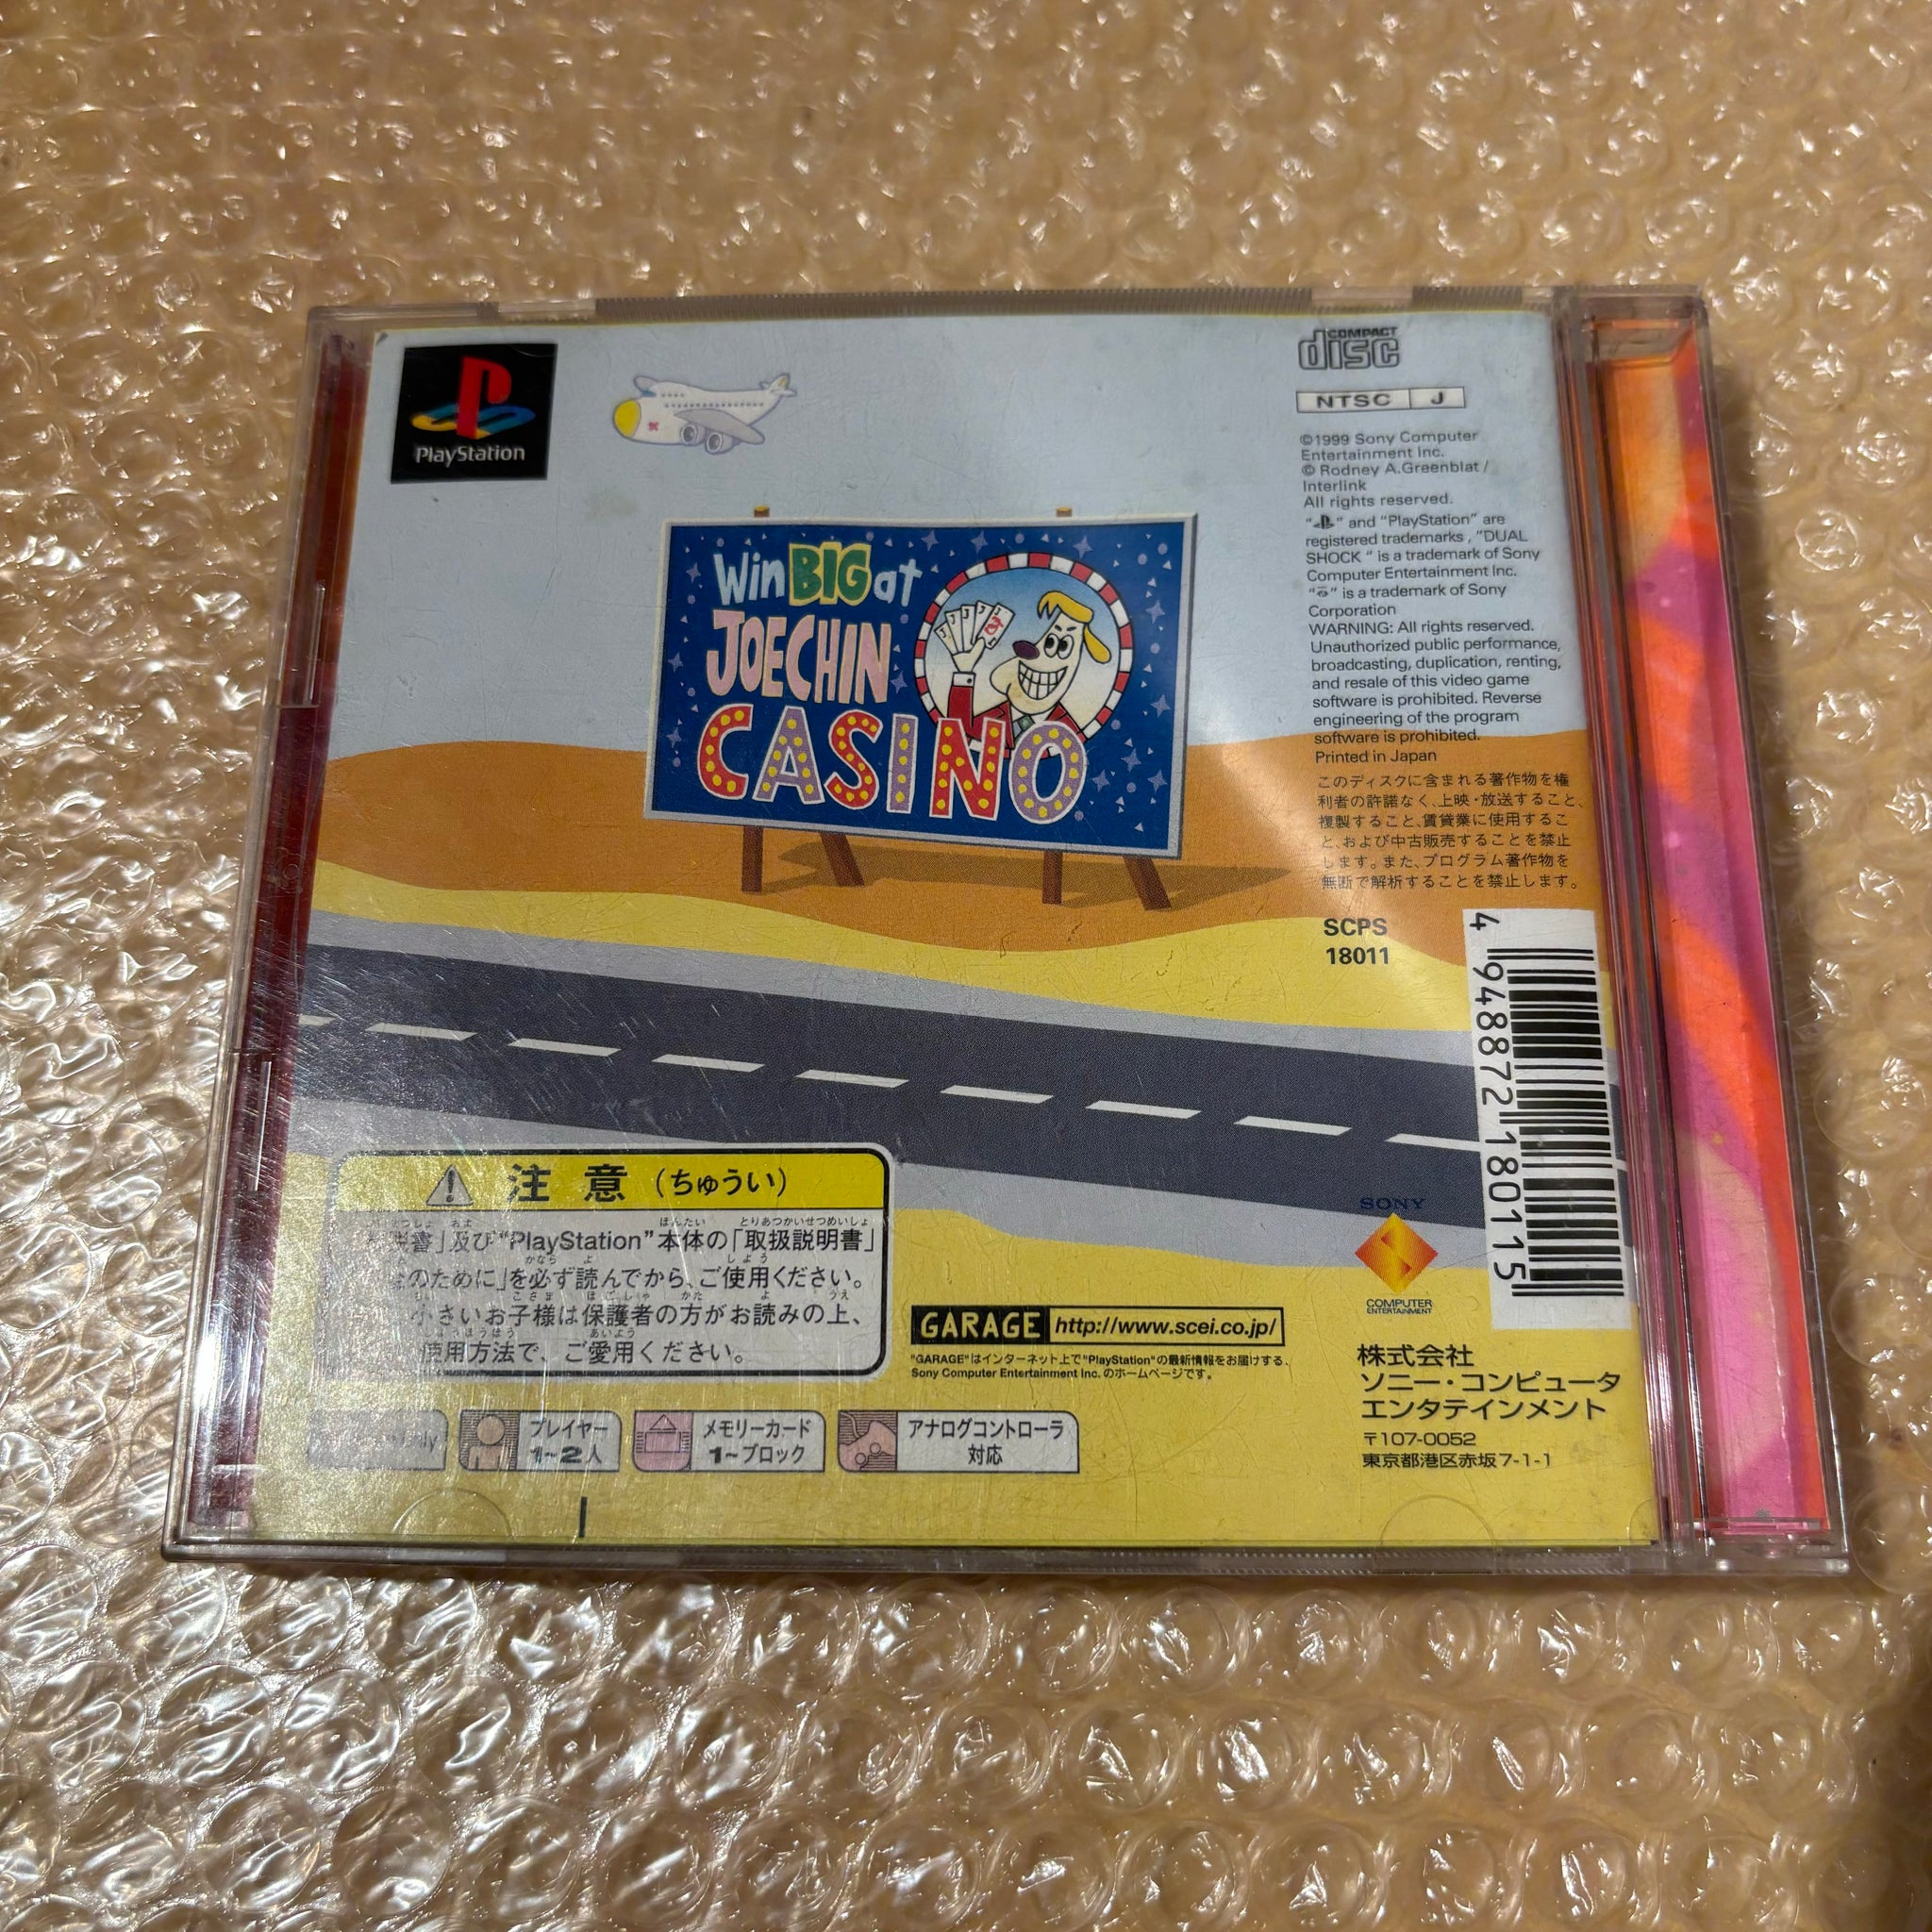 PlayStation
Win BIG at
JOECHIN
CASINO
COMPACT
disc
NTSC J
©1999 Sony Computer
Entertainment Inc.
© Rodney A.Greenblat /
Interlink
All rights reserved.
" " and "PlayStation" are
registered trademarks , "DUAL
SHOCK " is a trademark of Sony
Computer Entertainment Inc.
" " is a trademark of Sony
Corporation
WARNING: All rights reserved.
Unauthorized public performance,
broadcasting, duplication, renting,
and resale of this video game
software is prohibited. Reverse
engineering of the program
software is prohibited.
Printed in Japan
このディスクに含まれる著作物を権
利者の許諾なく、上映・放送すること、
複製すること、賃貸業に使用するこ
と、および中古販売することを禁止
します。また、プログラム著作物を
無断で解析することを禁止します。
SCPS
18011
4948872180115
注意(ちゅうい)
説書」及び"PlayStation"本体の「取扱説明書」
のために」を必ず読んでから、ご使用ください。
小さいお子様は保護者の方がお読みの上、
使用方法で、ご愛用ください。
GARAGE http://www.scei.co.jp/
"GARAGE"はインターネット上で"PlayStation"の最新情報をお届けする、
Sony Computer Entertainment Inc. のホームページです。
プレイヤー
1~2人
メモリーカード
1~ブロック
アナログコントローラ
対応
SONY
COMPUTER
ENTERTAINMENT
株式会社
ソニー・コンピュータ
エンタテインメント
〒107-0052
東京都港区赤坂7-1-1